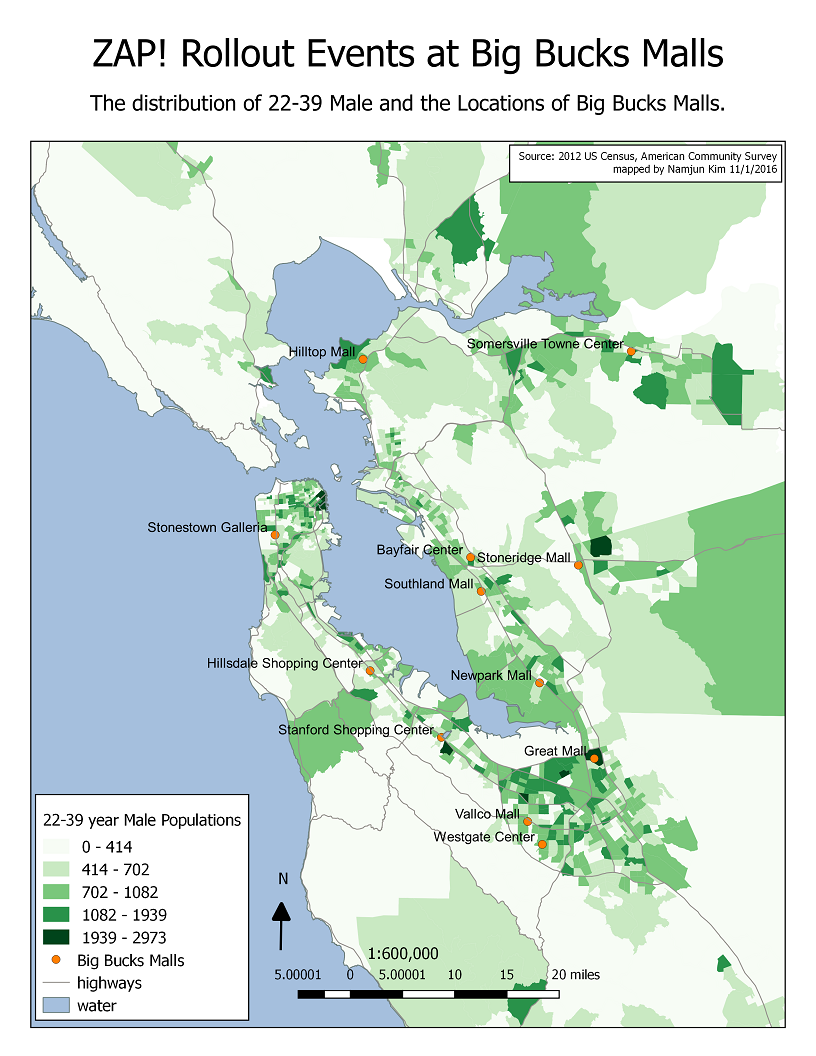 ZAP! Rollout Events at Big Bucks Malls
The distribution of 22-39 Male and the Locations of Big Bucks Malls.
Source: 2012 US Census, American Community Survey
mapped by Namjun Kim 11/1/2016
Hilltop Mall
Somersville Towne Center
Stonestown Galleria
Bayfair Center
Stoneridge Mall
Southland Mall
Hillsdale Shopping Center
Newpark Mall
Stanford Shopping Center
Great Mall
Vallco Mall
Westgate Center
22-39 year Male Populations
0 - 414
414 - 702
702 - 1082
1082 - 1939
1939 - 2973
Big Bucks Malls
highways
water
N
1:600,000
5.00001 0 5.00001 10 15 20 miles